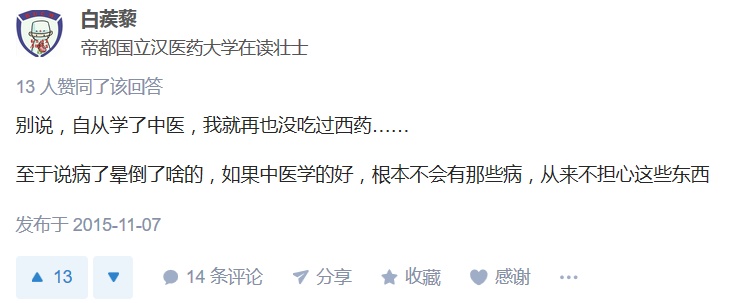 白蒺藜
帝都国立汉医药大学在读壮士
13 人赞同了该回答
别说，自从学了中医，我就再也没吃过西药……
至于说病了晕倒了啥的，如果中医学的好，根本不会有那些病，从来不担心这些东西
发布于 2015-11-07
13
14 条评论
分享
收藏
感谢